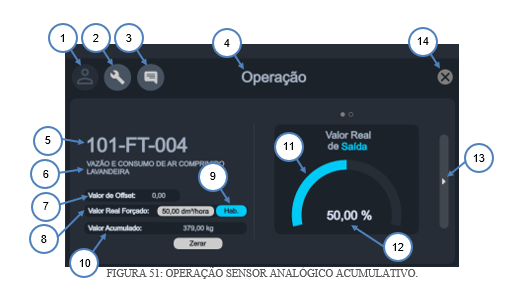 1
2
3
4
14
Operação
5
101-FT-004
6
VAZÃO E CONSUMO DE AR COMPRIMIDO
LAVANDEIRA
7
Valor de Offset: 0,00
8
Valor Real Forçado: 50,00 dm³/hora Hab.
9
10
Valor Acumulado: 379,00 kg
Zerar
11
Valor Real
de Saída
50,00 %
12
13
FIGURA 51: OPERAÇÃO SENSOR ANALÓGICO ACUMULATIVO.